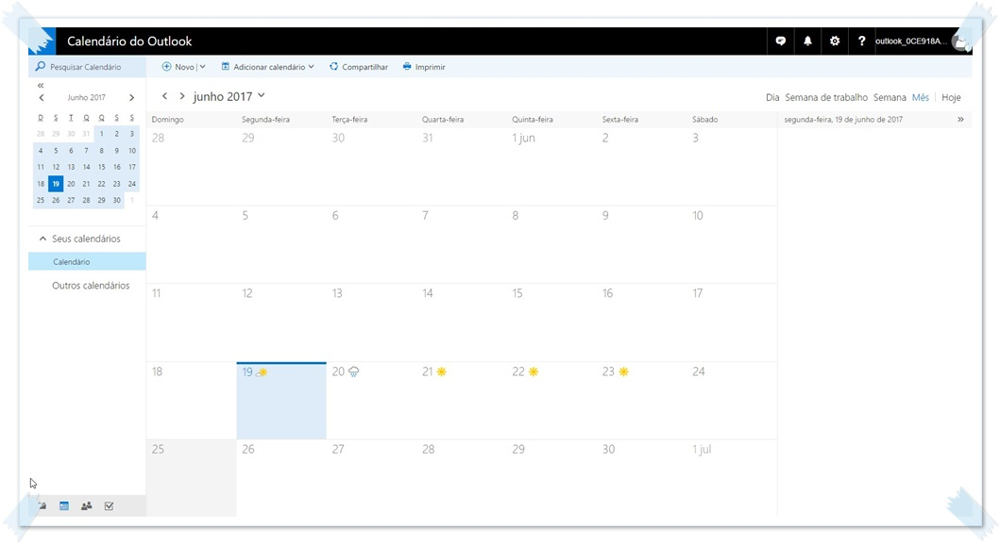 Calendário do Outlook
outlook_0CE918A...
Pesquisar Calendário
Novo
Adicionar calendário
Compartilhar
Imprimir
Junho 2017
junho 2017
Dia Semana de trabalho Semana Mês Hoje
D S T Q Q S S
28 29 30 31 1 2 3
4 5 6 7 8 9 10
11 12 13 14 15 16 17
18 19 20 21 22 23 24
25 26 27 28 29 30 1
Seus calendários
Calendário
Outros calendários
Domingo Segunda-feira Terça-feira Quarta-feira Quinta-feira Sexta-feira Sábado
28 29 30 31 1 jun 2 3
4 5 6 7 8 9 10
11 12 13 14 15 16 17
18 19 20 21 22 23 24
25 26 27 28 29 30 1 jul
segunda-feira, 19 de junho de 2017